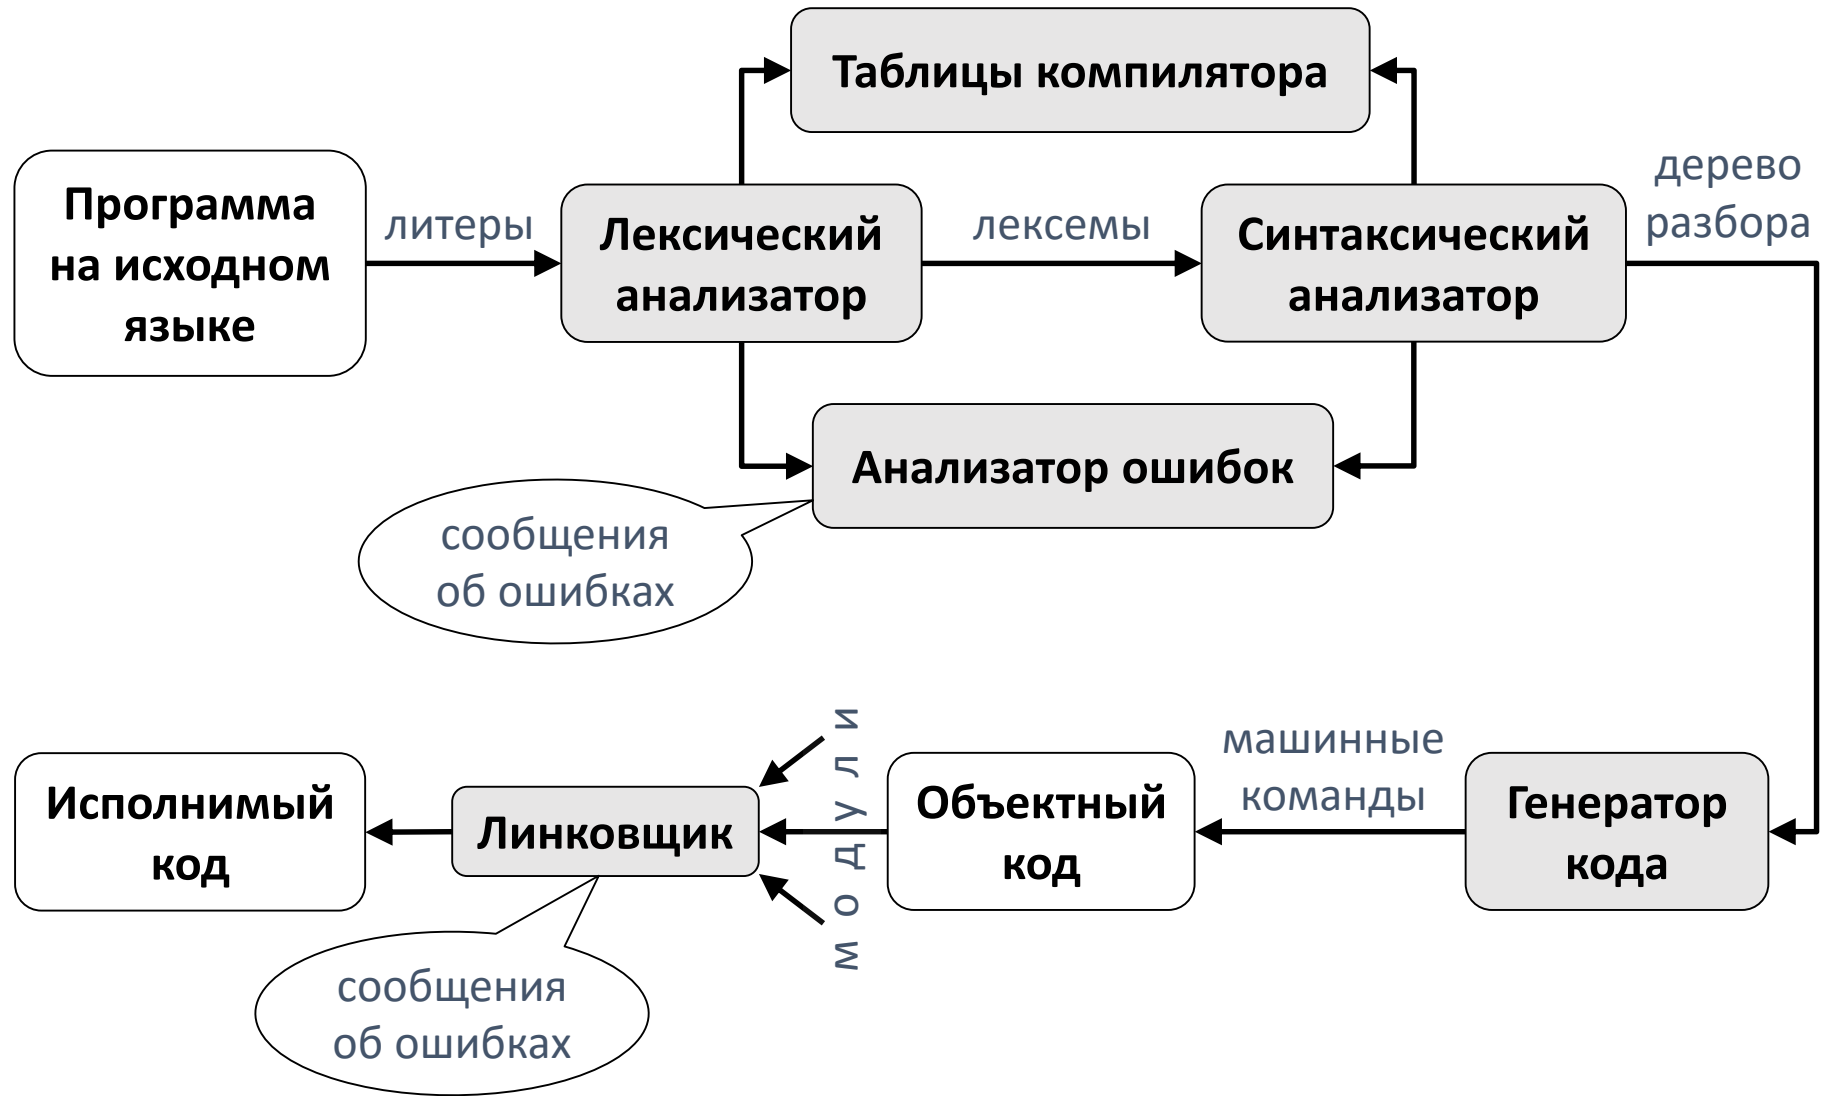 Таблицы компилятора
Программа
на исходном
языке
литеры
Лексический
анализатор
лексемы
Синтаксический
анализатор
дерево
разбора
Анализатор ошибок
сообщения
об ошибках
Исполнимый
код
Линковщик
модули
Объектный
код
машинные
команды
Генератор
кода
сообщения
об ошибках